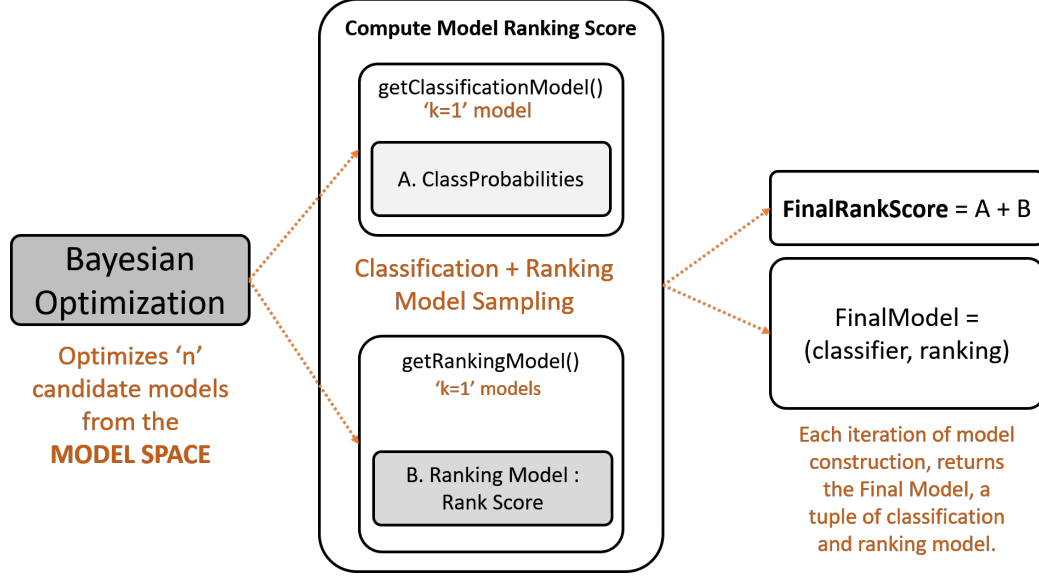 Compute Model Ranking Score
getClassificationModel()
‘k=1’ model
A. ClassProbabilities
Classification + Ranking
Model Sampling
getRankingModel()
‘k=1’ models
B. Ranking Model :
Rank Score
Bayesian
Optimization
Optimizes ‘n’
candidate models
from the
MODEL SPACE
FinalRankScore = A + B
FinalModel =
(classifier, ranking)
Each iteration of model
construction, returns
the Final Model, a
tuple of classification
and ranking model.